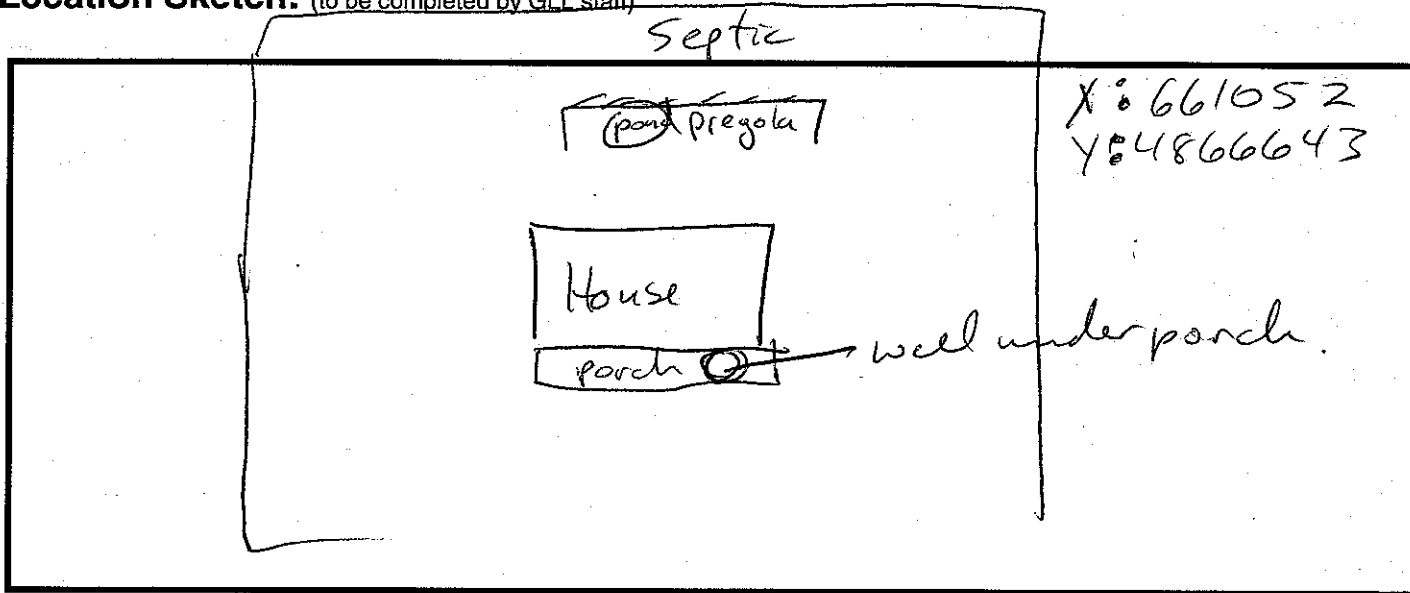 Location Sketch: (to be completed by GLL staff)
Septic
X: 661052
Y: 4866643
pond pregola
House
porch
well under porch.